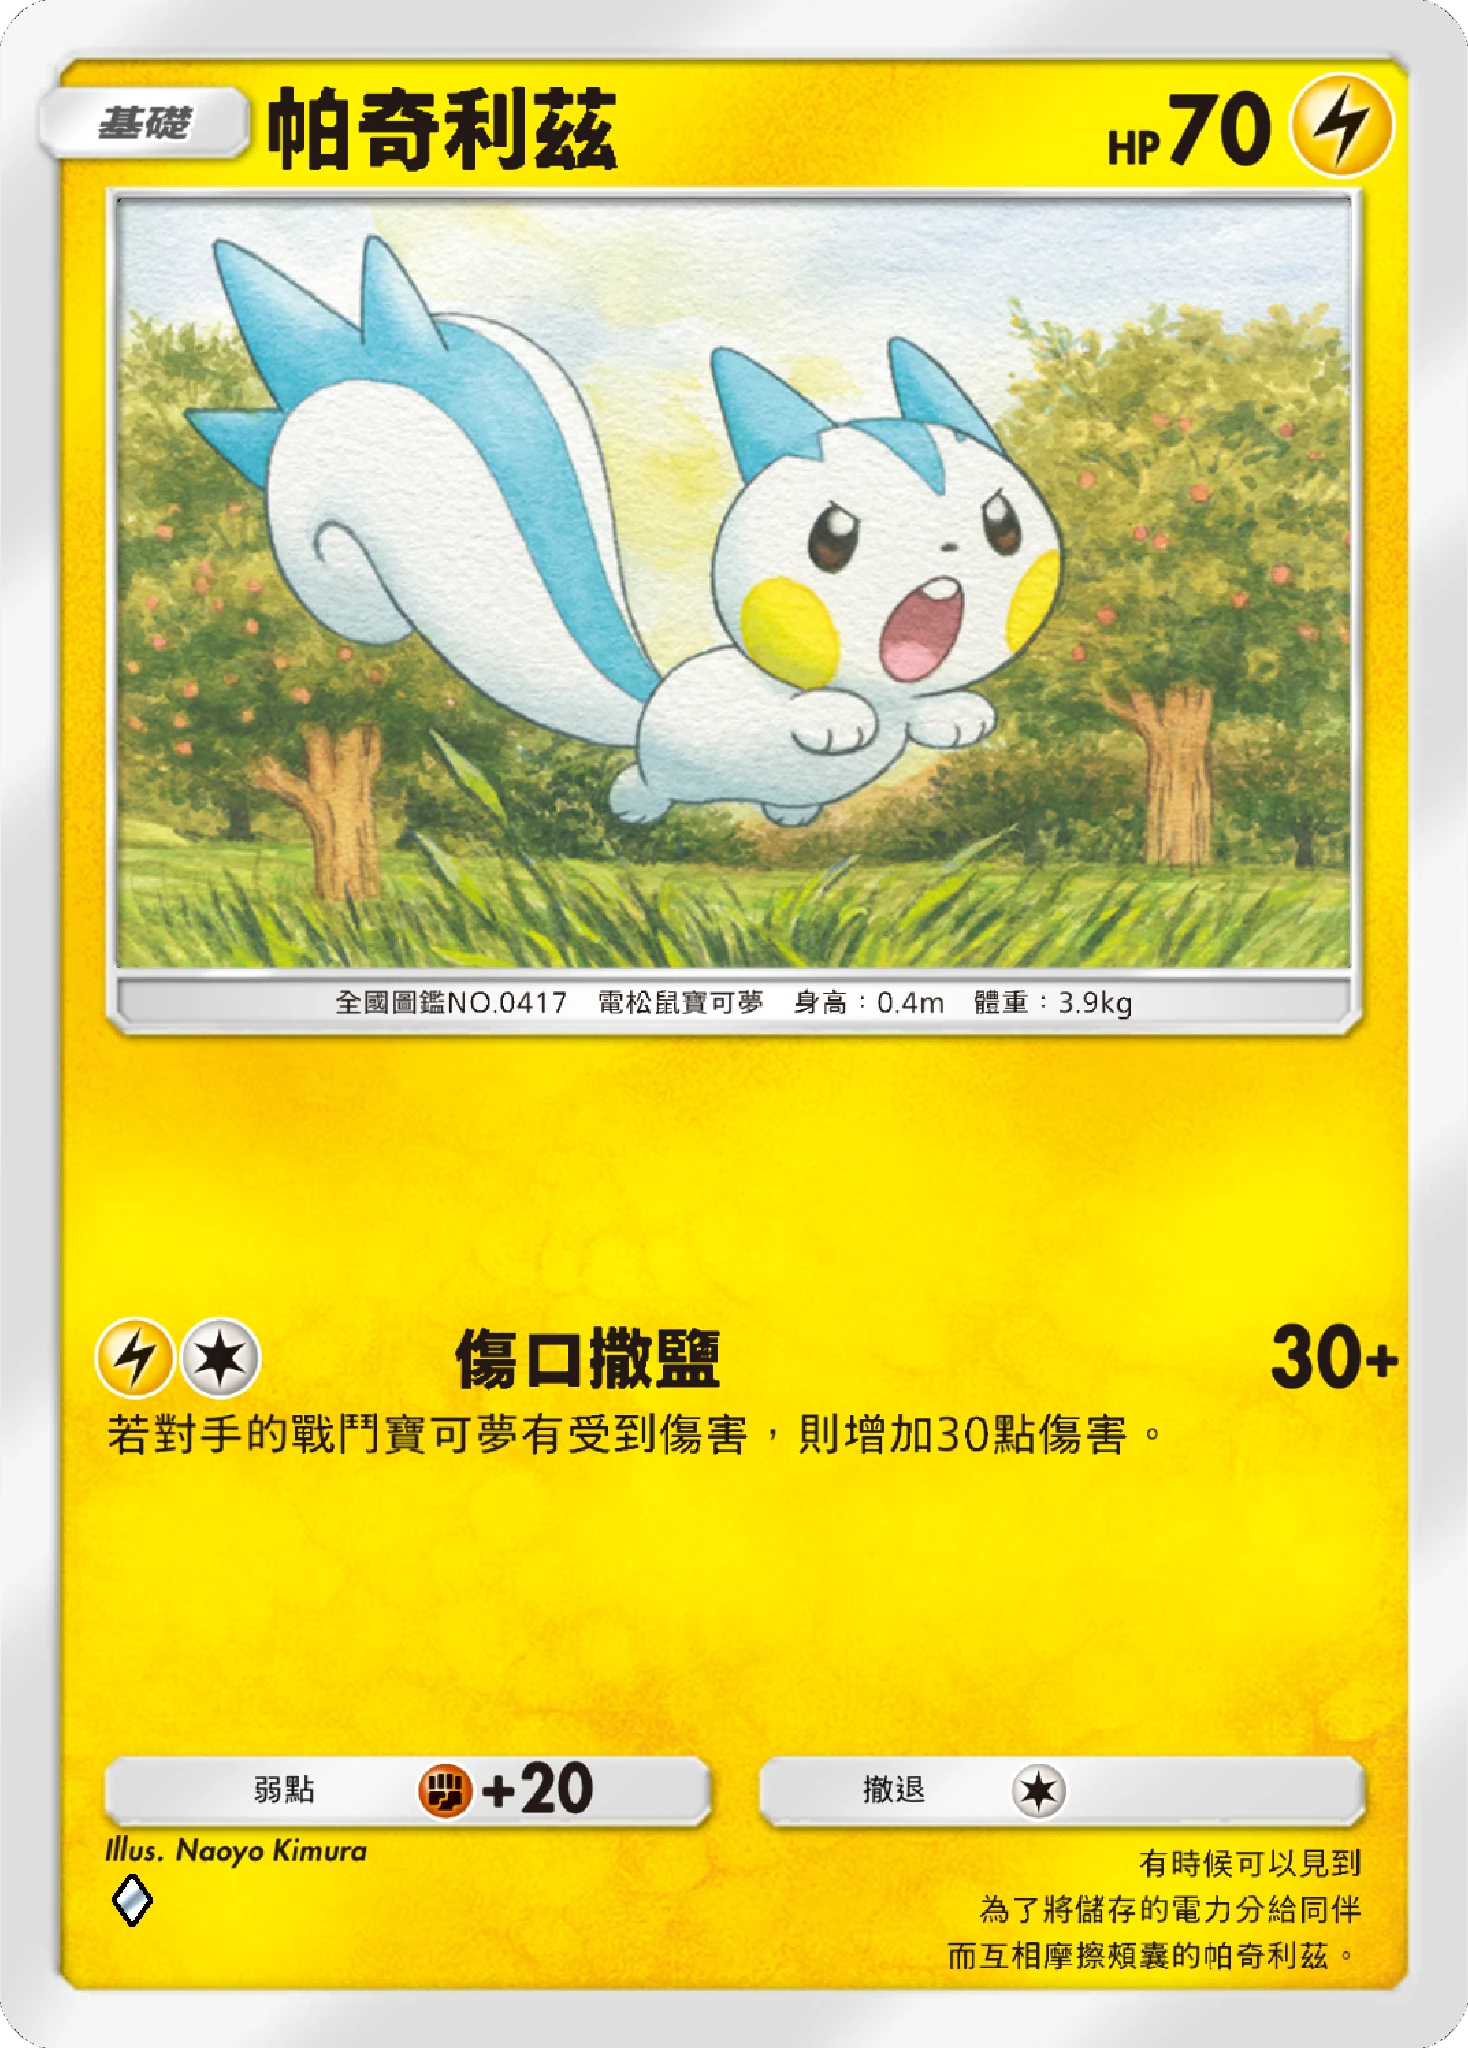 基礎
帕奇利茲
HP70
全國圖鑑NO.0417 電松鼠寶可夢 身高：0.4m 體重：3.9kg
傷口撒鹽 30+
若對手的戰鬥寶可夢有受到傷害，則增加30點傷害。
弱點 +20 撤退
Illus. Naoyo Kimura
有時候可以見到
為了將儲存的電力分給同伴
而互相摩擦頰囊的帕奇利茲。